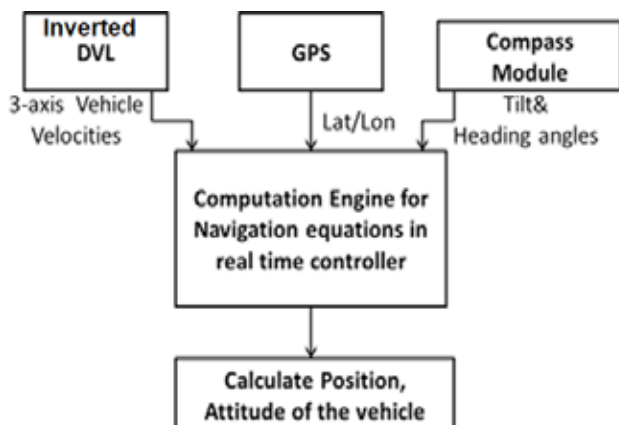 Inverted
DVL
GPS
Compass
Module
3-axis Vehicle
Velocities
Lat/Lon
Tilt&
Heading angles
Computation Engine for
Navigation equations in
real time controller
Calculate Position,
Attitude of the vehicle